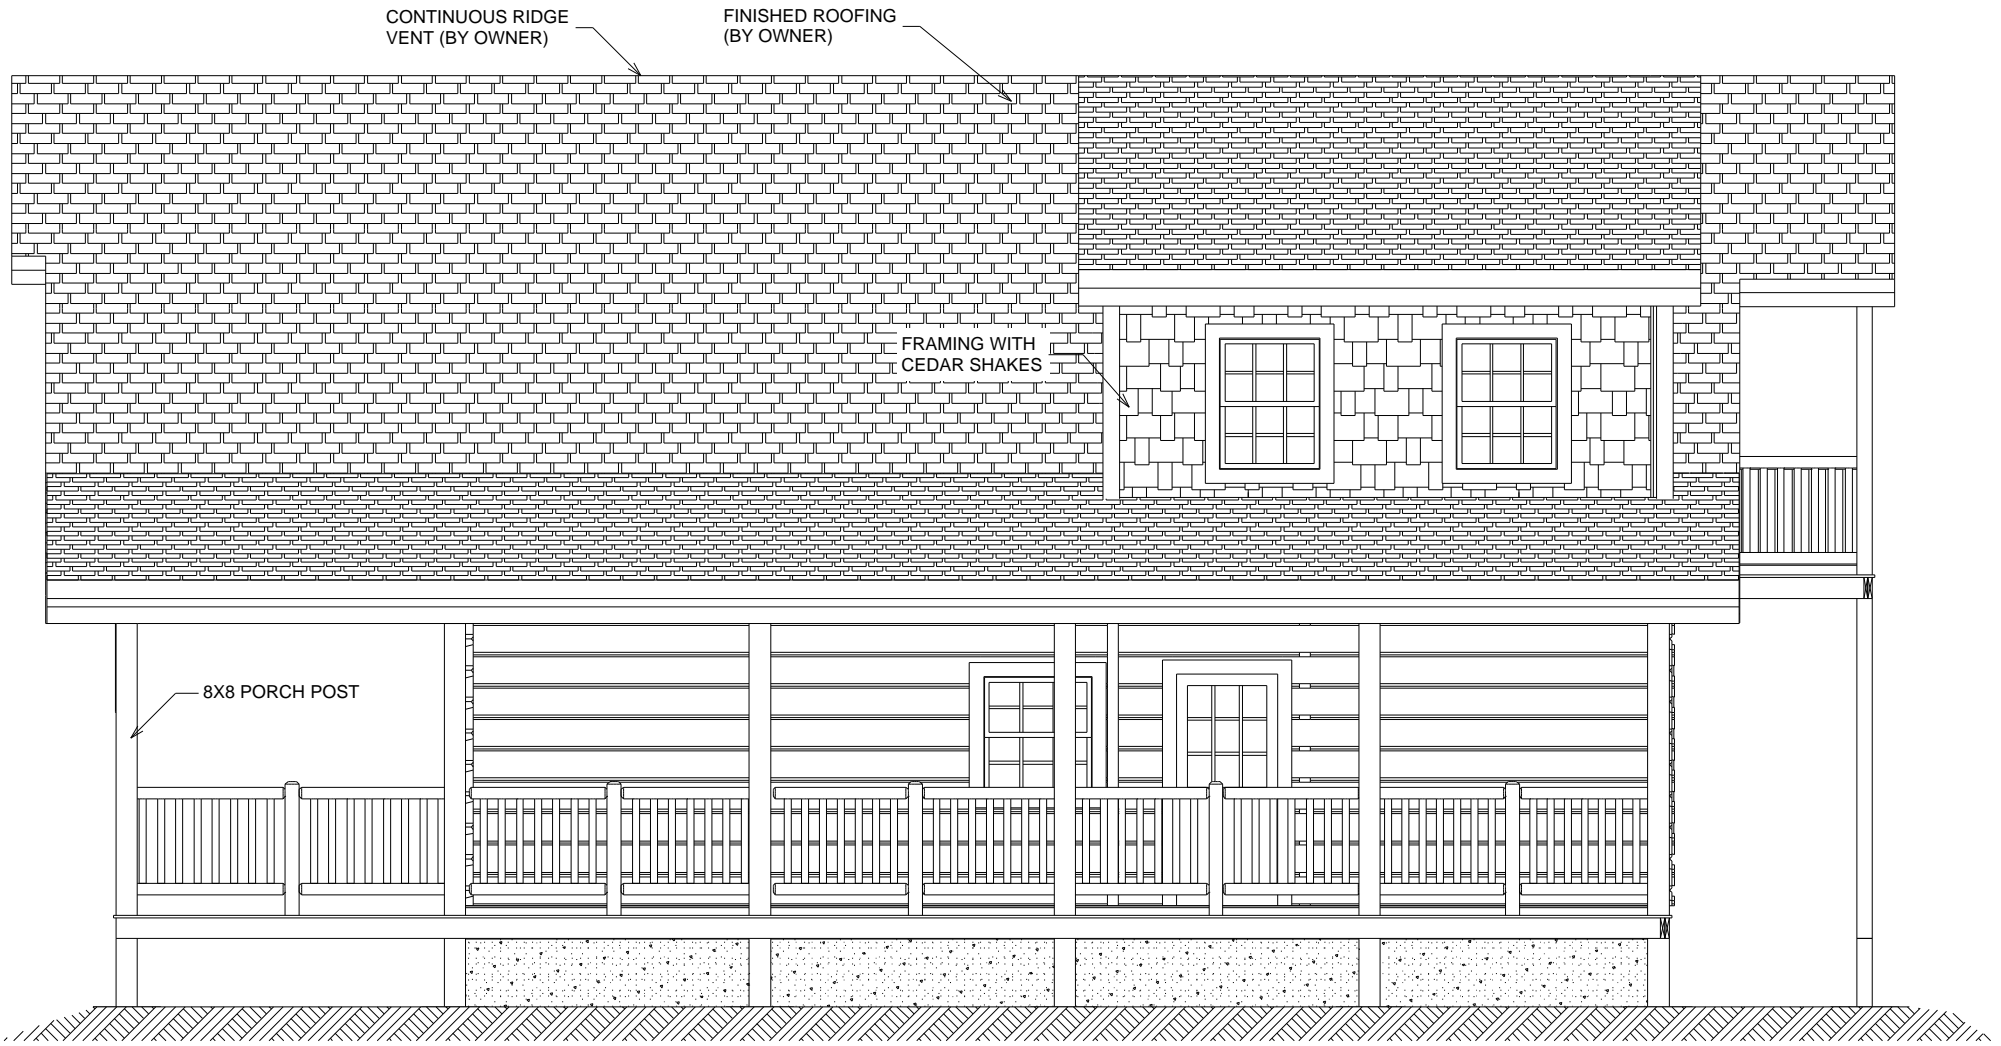 CONTINUOUS RIDGE
VENT (BY OWNER)
FINISHED ROOFING
(BY OWNER)
FRAMING WITH
CEDAR SHAKES
8X8 PORCH POST